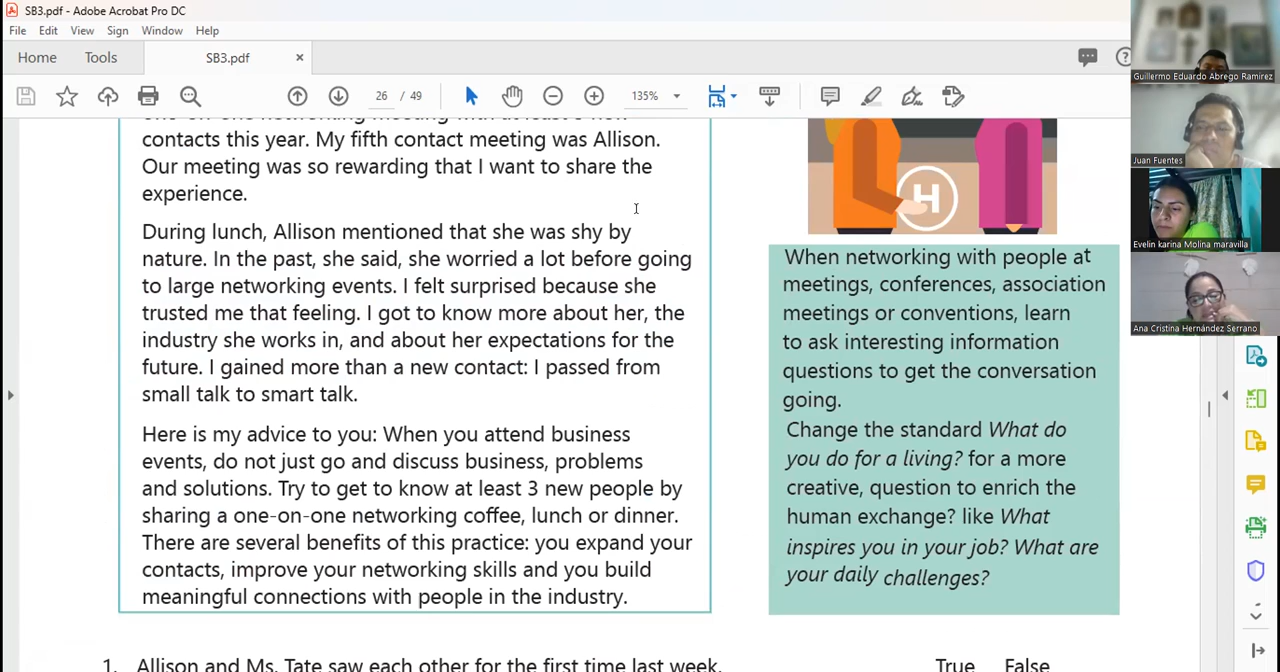 SB3.pdf - Adobe Acrobat Pro DC
File Edit View Sign Window Help
Home Tools SB3.pdf ×
26 / 49 135%
contacts this year. My fifth contact meeting was Allison.
Our meeting was so rewarding that I want to share the
experience.
During lunch, Allison mentioned that she was shy by
nature. In the past, she said, she worried a lot before going
to large networking events. I felt surprised because she
trusted me that feeling. I got to know more about her, the
industry she works in, and about her expectations for the
future. I gained more than a new contact: I passed from
small talk to smart talk.
Here is my advice to you: When you attend business
events, do not just go and discuss business, problems
and solutions. Try to get to know at least 3 new people by
sharing a one-on-one networking coffee, lunch or dinner.
There are several benefits of this practice: you expand your
contacts, improve your networking skills and you build
meaningful connections with people in the industry.
H
When networking with people at
meetings, conferences, association
meetings or conventions, learn
to ask interesting information
questions to get the conversation
going.
Change the standard What do
you do for a living? for a more
creative, question to enrich the
human exchange? like What
inspires you in your job? What are
your daily challenges?
1. Allison and Ms. Tate saw each other for the first time last week. True False
Guillermo Eduardo Abrego Ramirez
Juan Fuentes
Evelin karina Molina maravilla
Ana Cristina Hernández Serrano